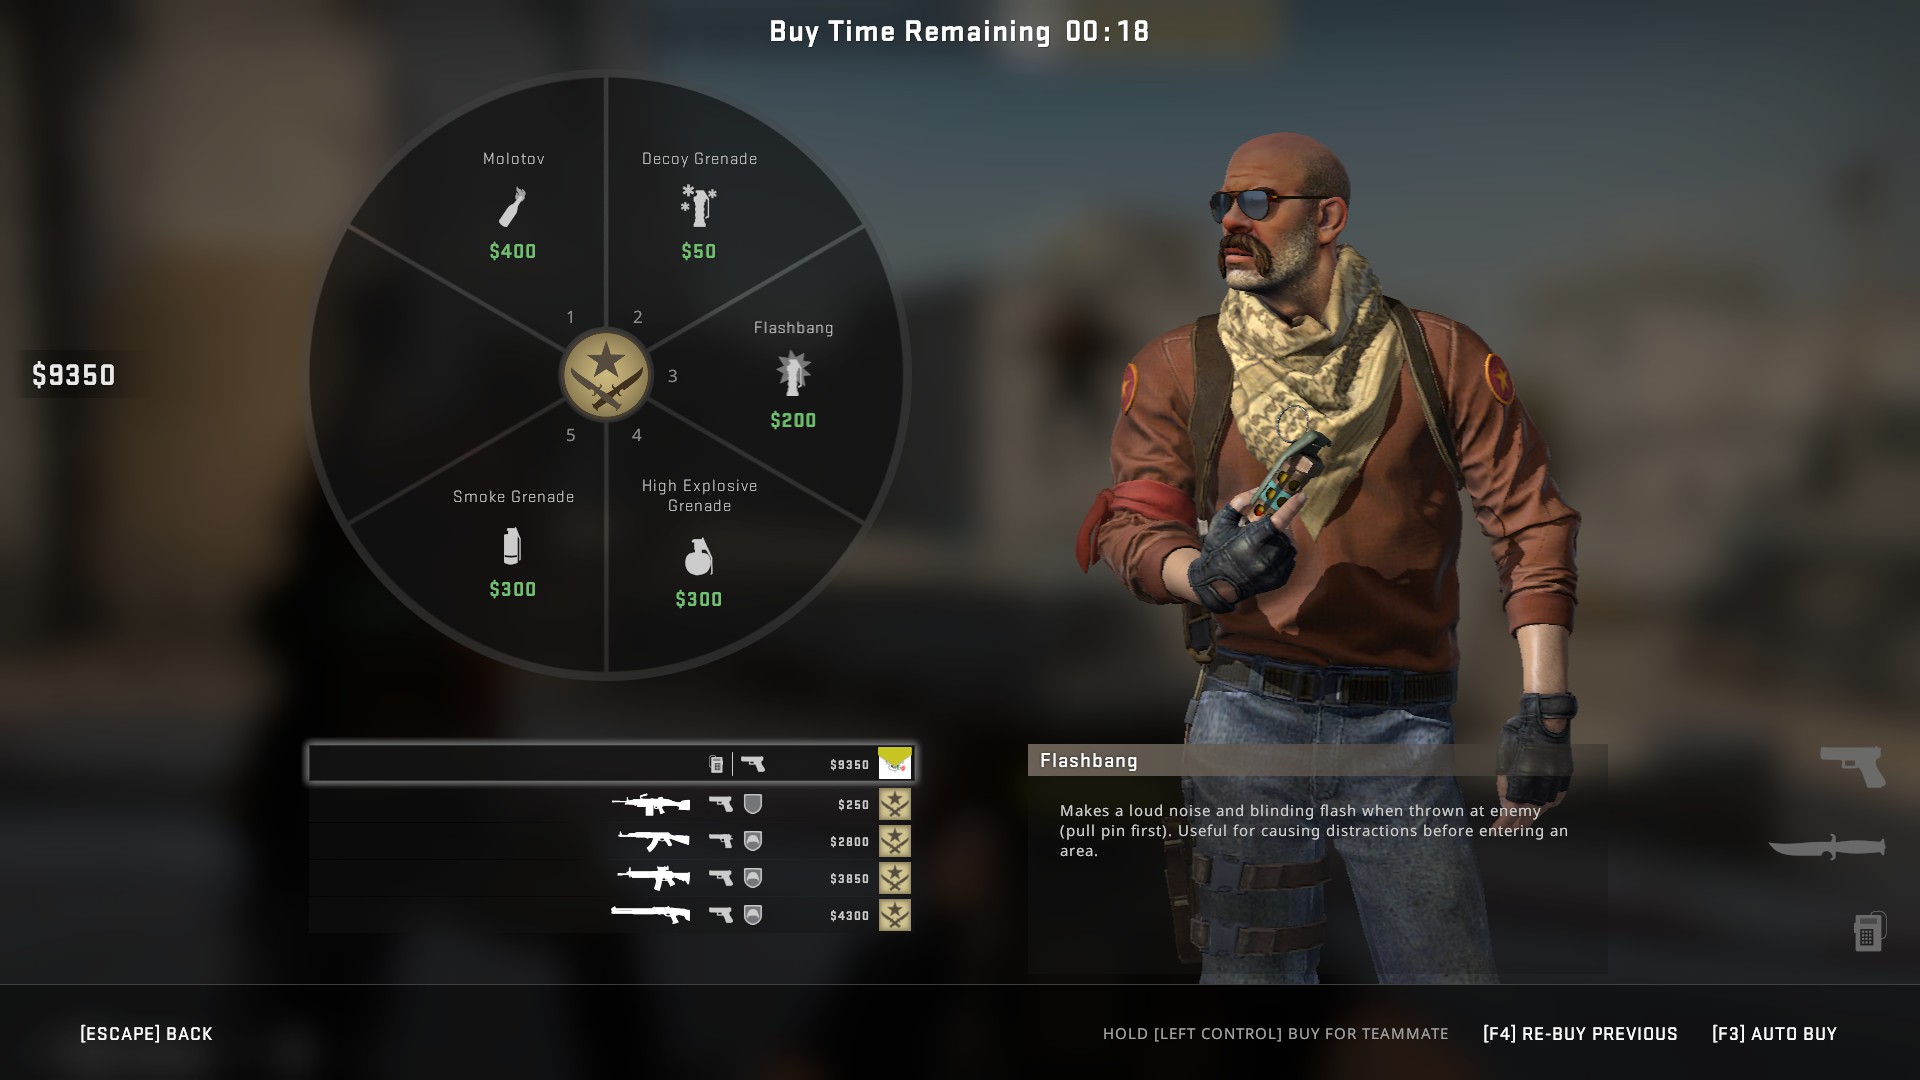 Buy Time Remaining 00:18
Molotov
$400
Decoy Grenade
$50
1
2
Flashbang
$200
3
$9350
5
4
Smoke Grenade
$300
High Explosive
Grenade
$300
$9350
$250
$2800
$3850
$4300
Flashbang
Makes a loud noise and blinding flash when thrown at enemy
(pull pin first). Useful for causing distractions before entering an
area.
[ESCAPE] BACK
HOLD [LEFT CONTROL] BUY FOR TEAMMATE
[F4] RE-BUY PREVIOUS
[F3] AUTO BUY